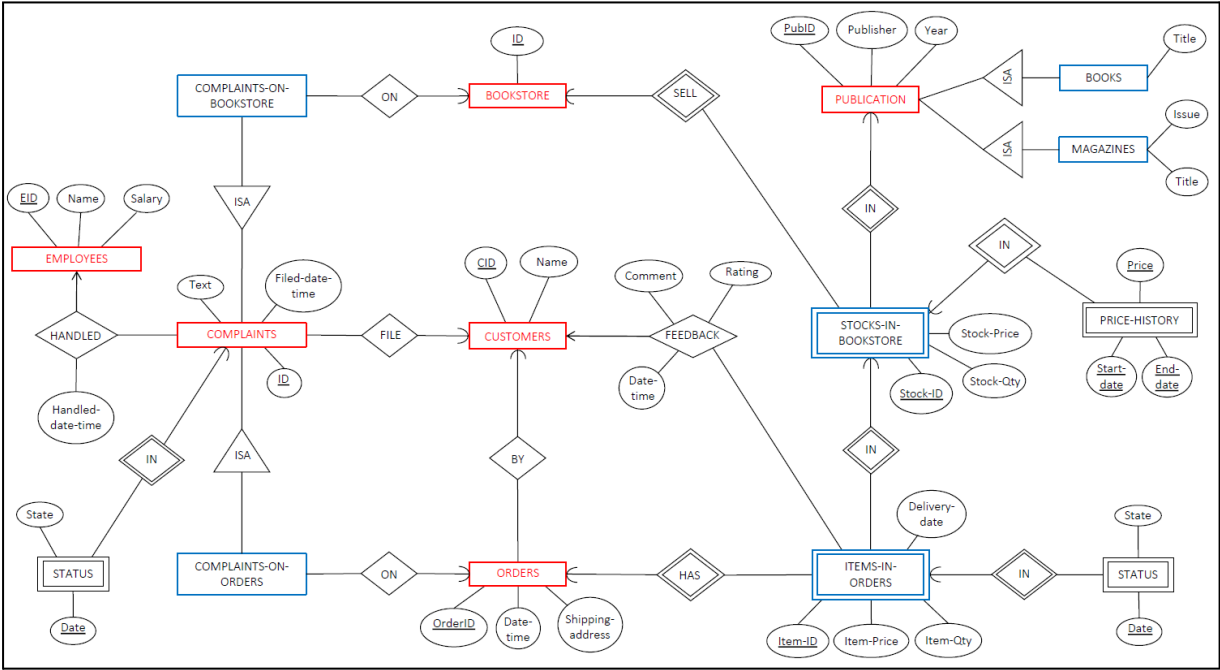 ID
PubID
Publisher
Year
Title
COMPLAINTS-ON-
BOOKSTORE
ON
BOOKSTORE
SELL
PUBLICATION
ISA
BOOKS
Issue
ISA
MAGAZINES
Title
EID
Name
Salary
ISA
IN
IN
EMPLOYEES
Text
Filed-date-
time
CID
Name
Comment
Rating
Price
HANDLED
COMPLAINTS
FILE
CUSTOMERS
FEEDBACK
STOCKS-IN-
BOOKSTORE
Stock-Price
PRICE-HISTORY
ID
Date-
time
Stock-ID
Stock-Qty
Start-
date
End-
date
Handled-
date-time
IN
ISA
BY
IN
State
Delivery-
date
State
STATUS
COMPLAINTS-ON-
ORDERS
ON
ORDERS
HAS
ITEMS-IN-
ORDERS
IN
STATUS
Date
OrderID
Date-
time
Shipping-
address
Item-ID
Item-Price
Item-Qty
Date